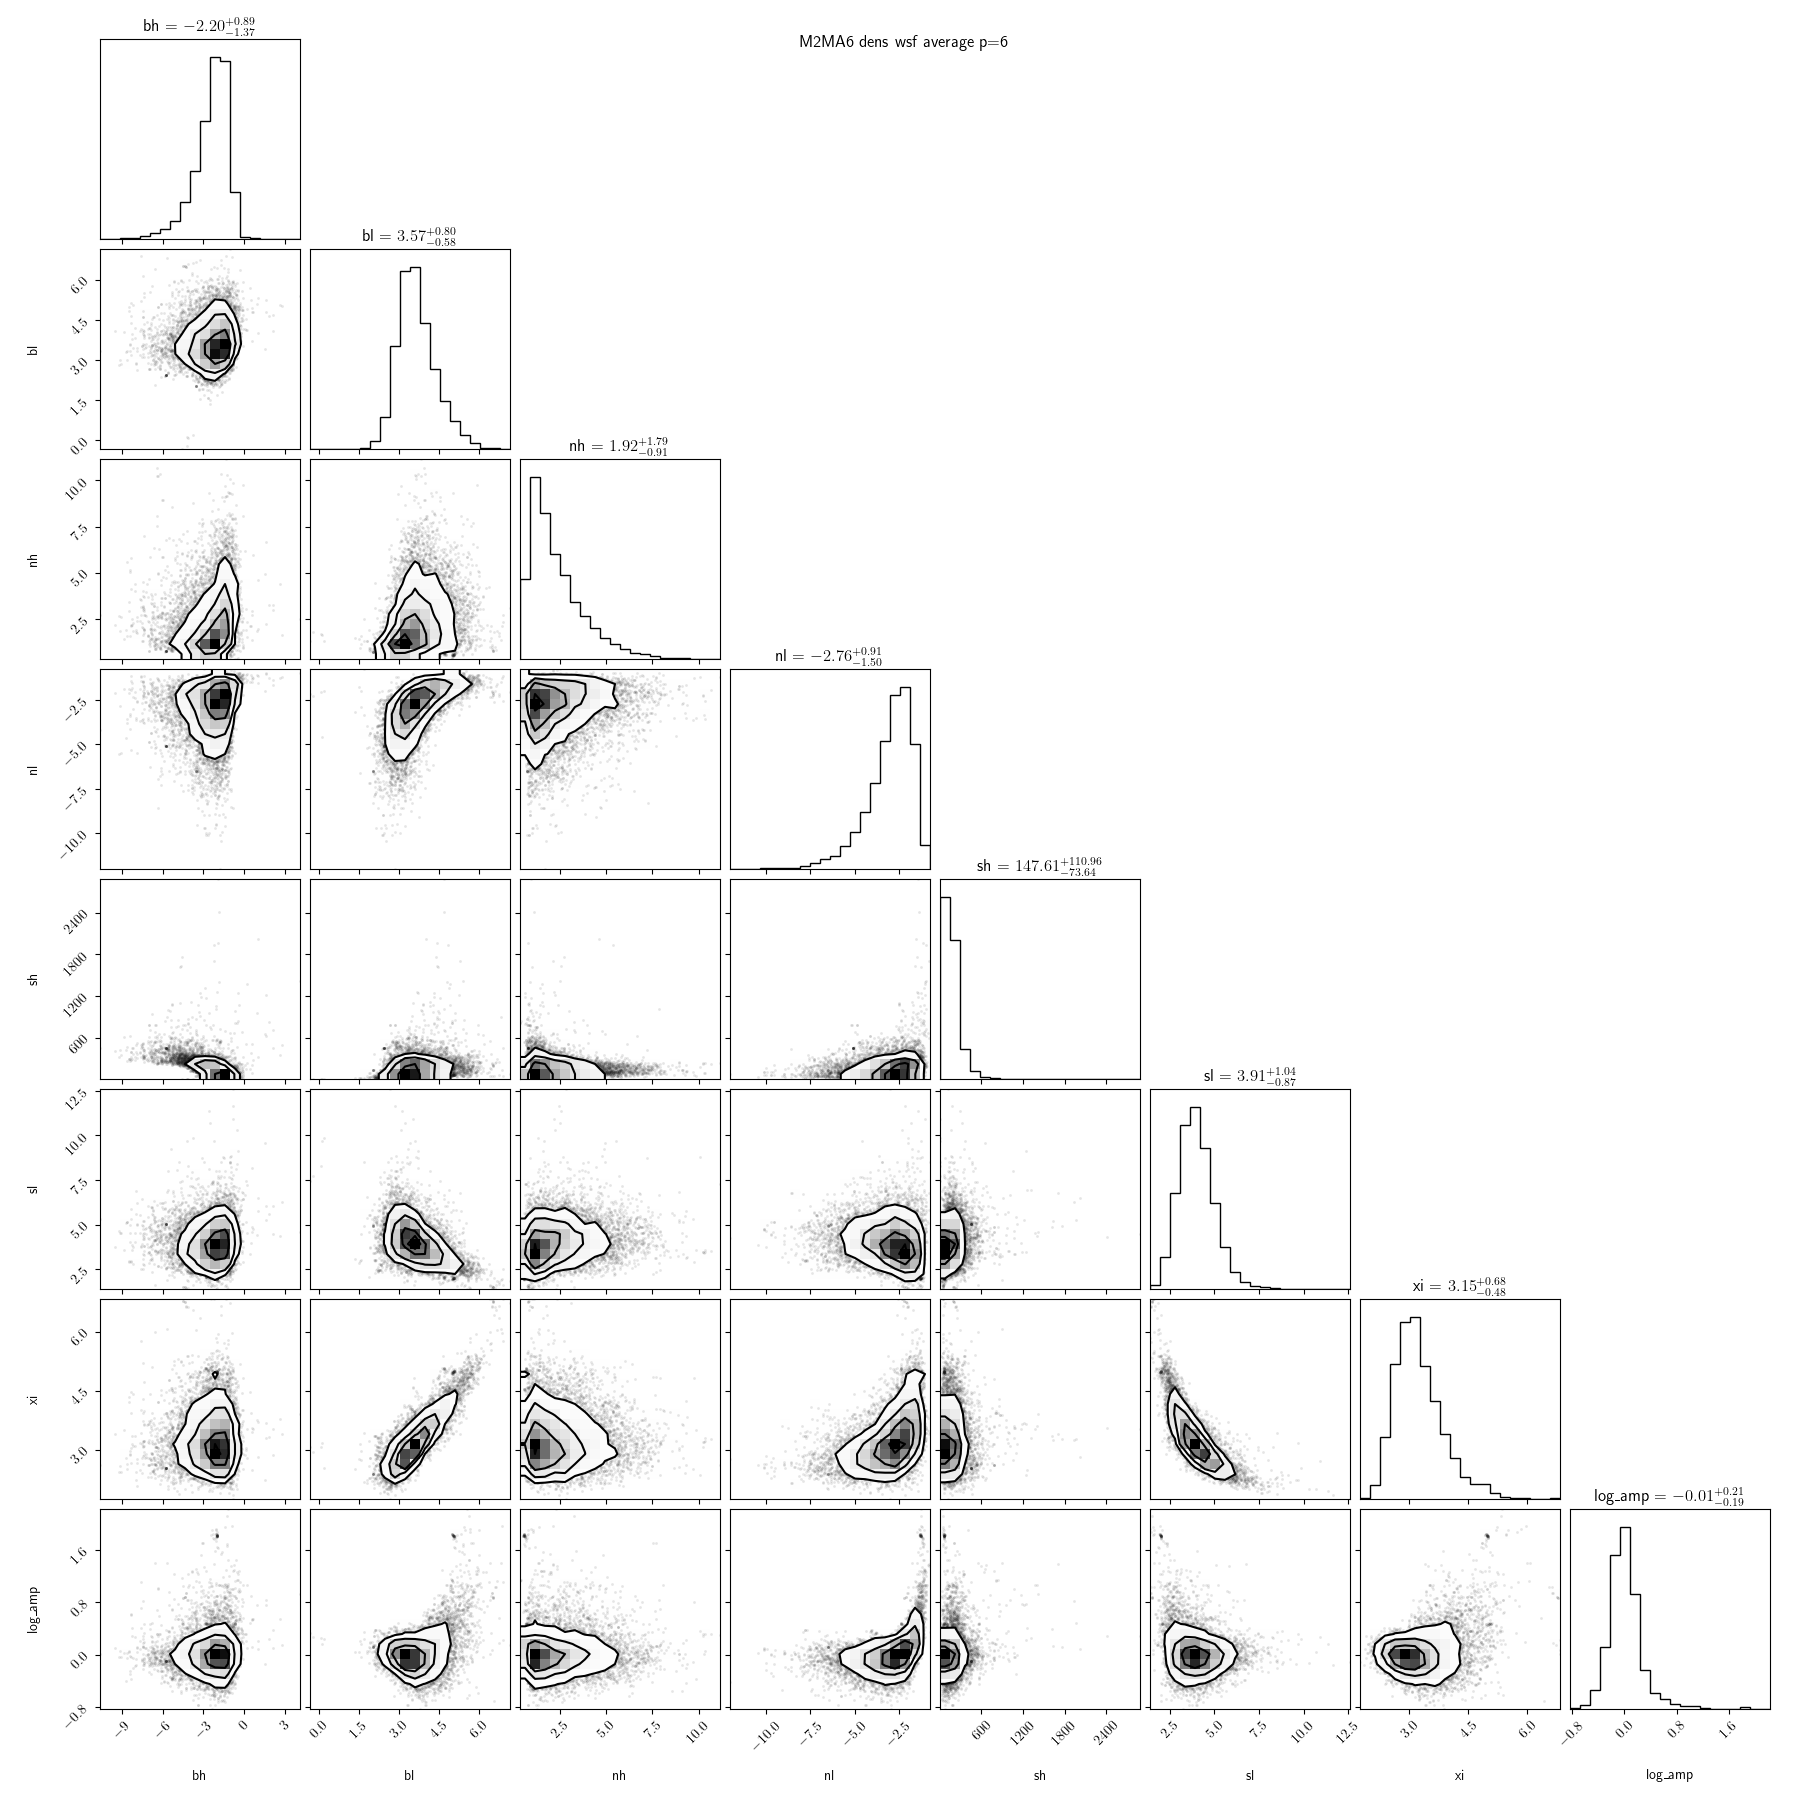 bh = −2.20+0.89−1.37
M2MA6 dens wsf average p=6
bl = 3.57+0.80−0.58
6.0
4.5
3.0
1.5
0.0
bl
nh = 1.92+1.79−0.91
10.0
7.5
5.0
2.5
nh
nl = −2.76+0.91−1.50
−2.5
−5.0
−7.5
−10.0
nl
sh = 147.61+110.96−73.64
2400
1800
1200
600
sh
sl = 3.91+1.04−0.87
12.5
10.0
7.5
5.0
2.5
sl
xi = 3.15+0.68−0.48
6.0
4.5
3.0
xi
log_amp = −0.01+0.21−0.19
1.6
0.8
0.0
−0.8
log_amp
−9 −6 −3 0 3
0.0 1.5 3.0 4.5 6.0
2.5 5.0 7.5 10.0
−10.0 −7.5 −5.0 −2.5
600 1200 1800 2400
2.5 5.0 7.5 10.0 12.5
3.0 4.5 6.0
−0.8 0.0 0.8 1.6
bh bl nh nl sh sl xi log_amp